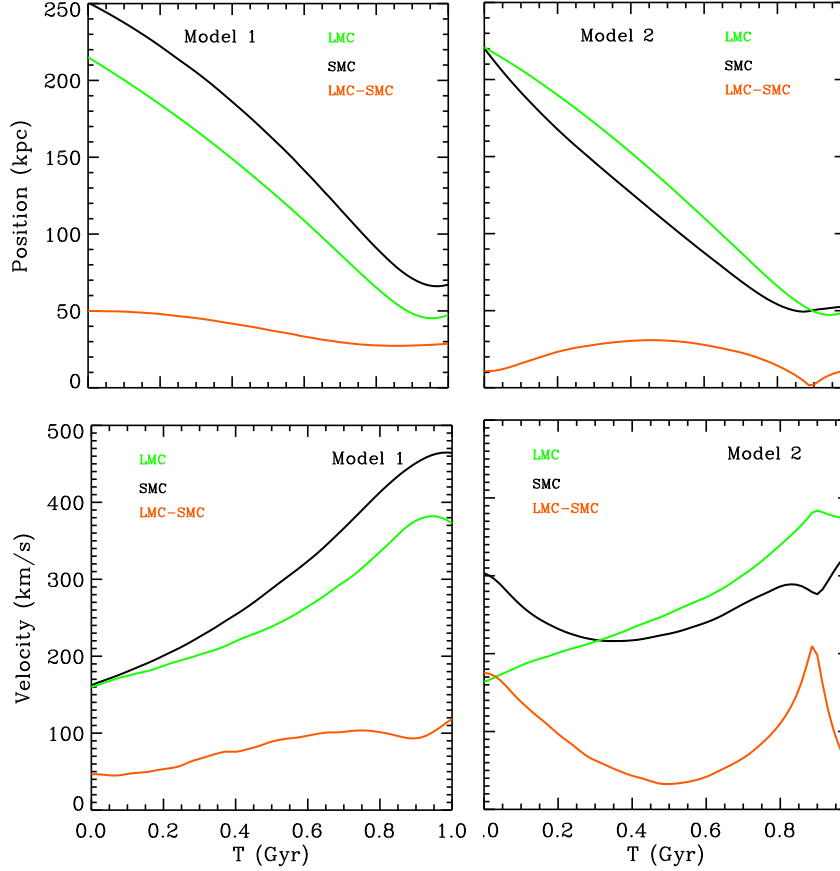 250
200
150
100
50
0
Position (kpc)
Model 1
LMC
SMC
LMC-SMC
Model 2
LMC
SMC
LMC-SMC
500
400
300
200
100
0
Velocity (km/s)
LMC
Model 1
SMC
LMC-SMC
LMC
Model 2
SMC
LMC-SMC
0.0 0.2 0.4 0.6 0.8 1.0
T (Gyr)
.0 0.2 0.4 0.6 0.8
T (Gyr)